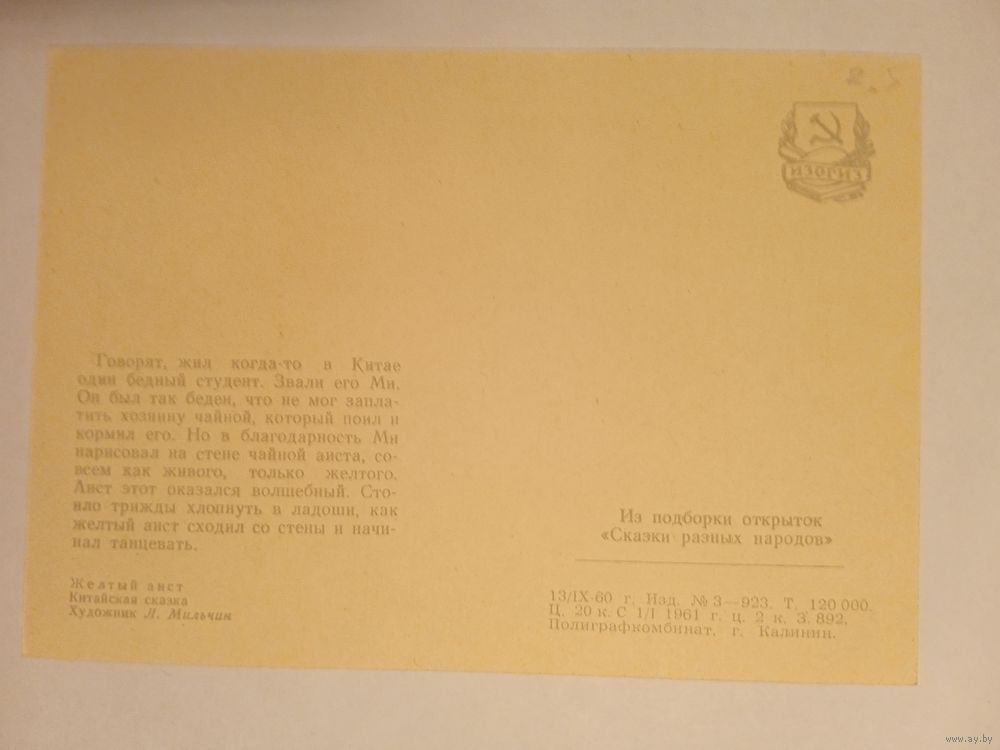 ИЗОГИЗ
Говорят, жил когда-то в Китае
один бедный студент. Звали его Ми.
Он был так беден, что не мог запла-
тить хозяину чайной, который поил и
кормил его. Но в благодарность Ми
нарисовал на стене чайной аиста, со-
всем как живого, только желтого.
Аист этот оказался волшебный. Сто-
ило трижды хлопнуть в ладоши, как
желтый аист сходил со стены и начи-
нал танцевать.
Желтый аист
Китайская сказка
Художник Л. Мильчин
Из подборки открыток
«Сказки разных народов»
13/IX-60 г. Изд. № 3—923. Т. 120 000.
Ц. 20 к. С 1/I 1961 г. ц. 2 к. З. 892.
Полиграфкомбинат, г. Калинин.
www.ay.by